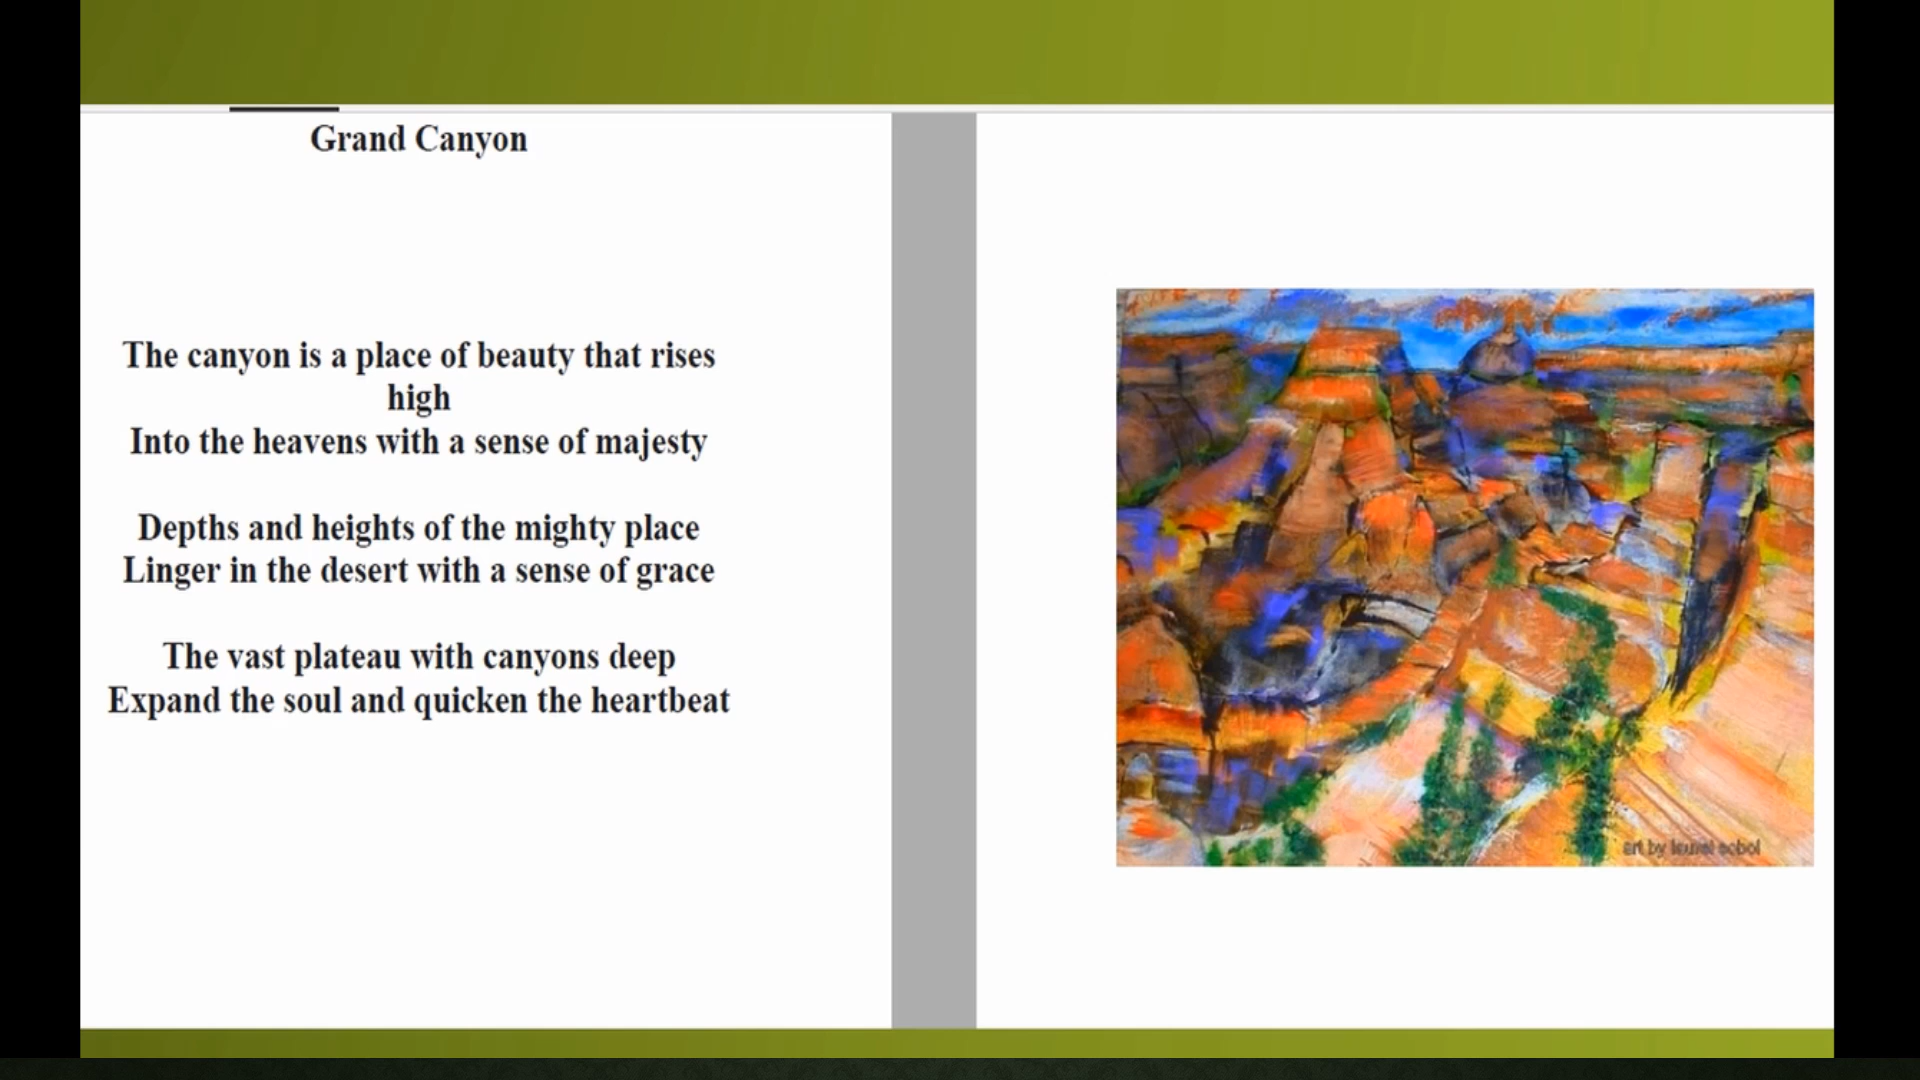 Grand Canyon
The canyon is a place of beauty that rises
high
Into the heavens with a sense of majesty
Depths and heights of the mighty place
Linger in the desert with a sense of grace
The vast plateau with canyons deep
Expand the soul and quicken the heartbeat
art by laurel sobol